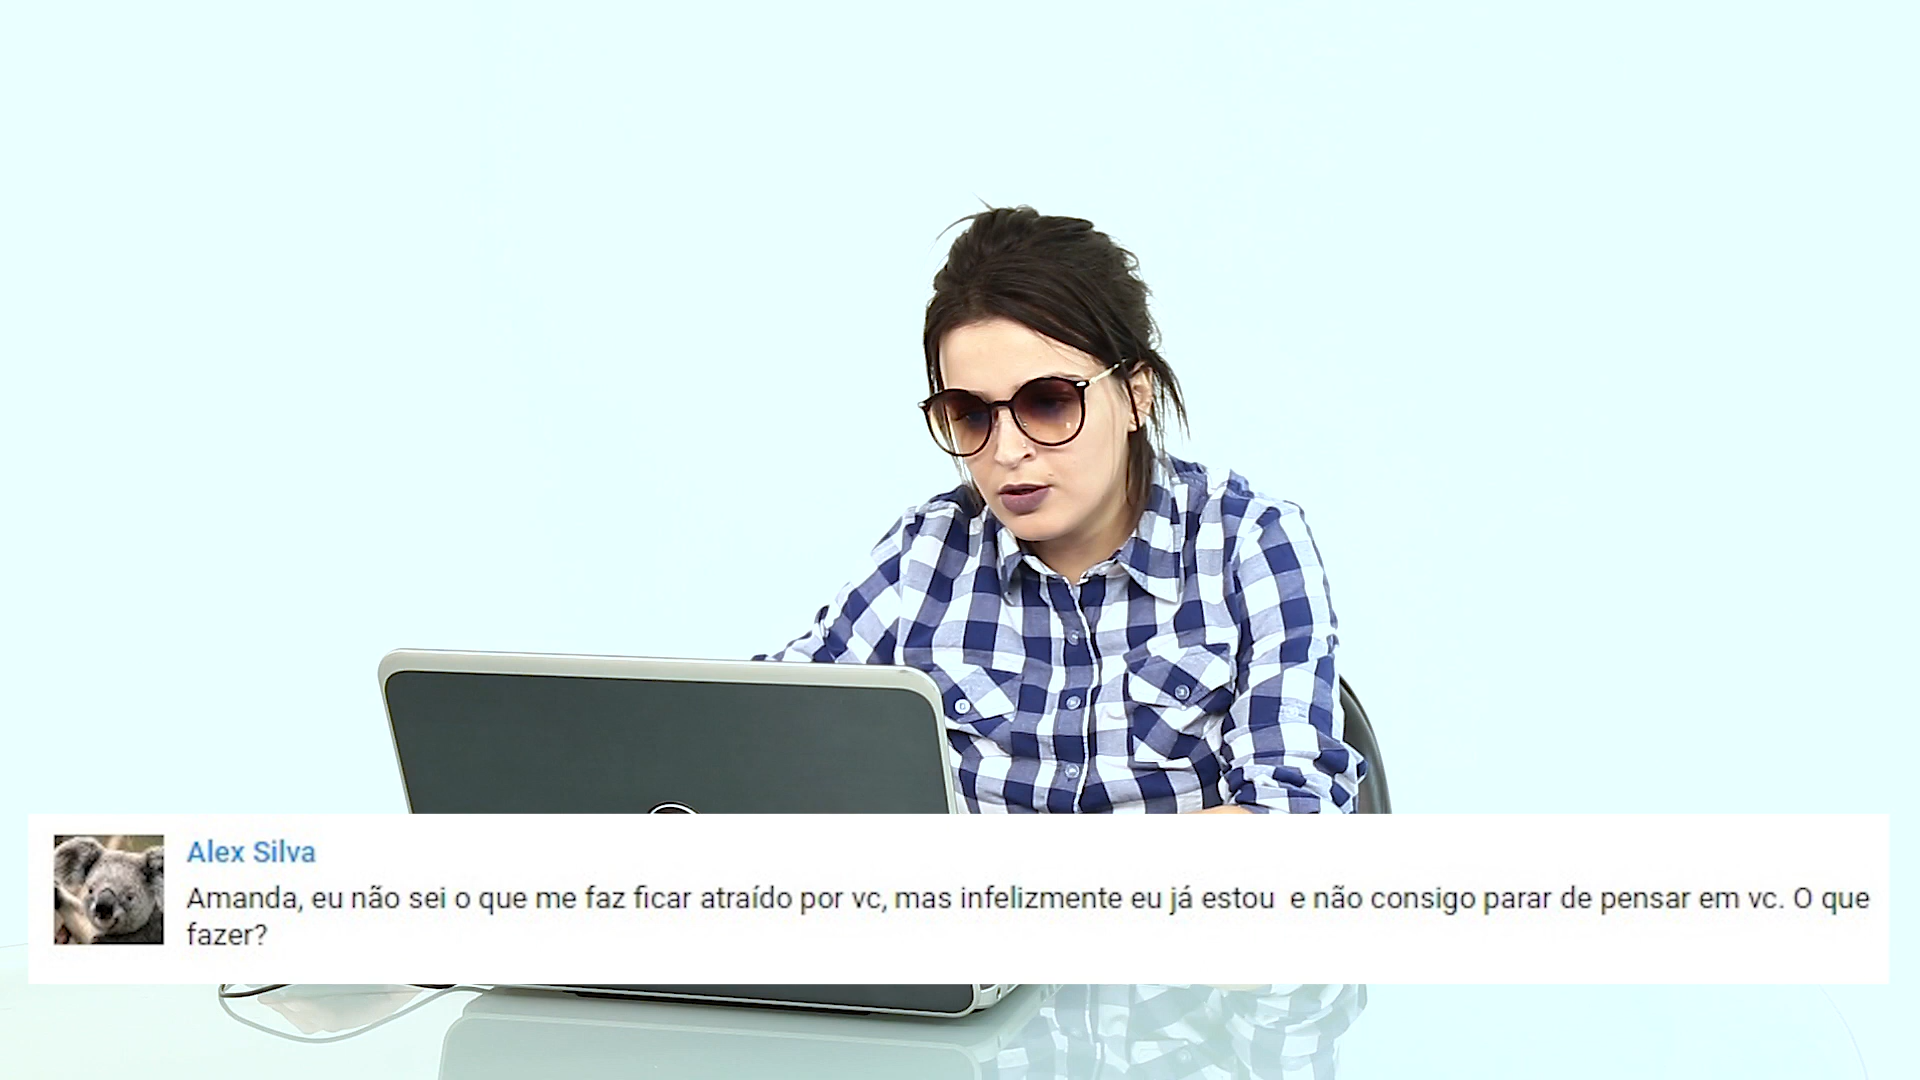 Alex Silva
Amanda, eu não sei o que me faz ficar atraído por vc, mas infelizmente eu já estou  e não consigo parar de pensar em vc. O que
fazer?